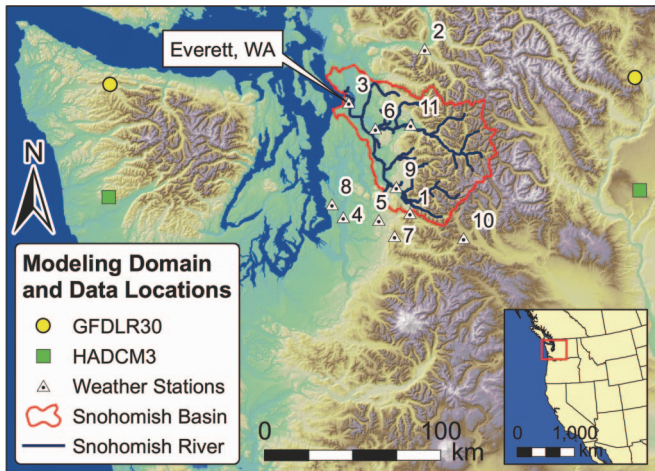 2
Everett, WA
3
11
6
N
9
8
1
5
4
10
7
Modeling Domain
and Data Locations
GFDLR30
HADCM3
Weather Stations
Snohomish Basin
Snohomish River
0
100
km
0
1,000
km